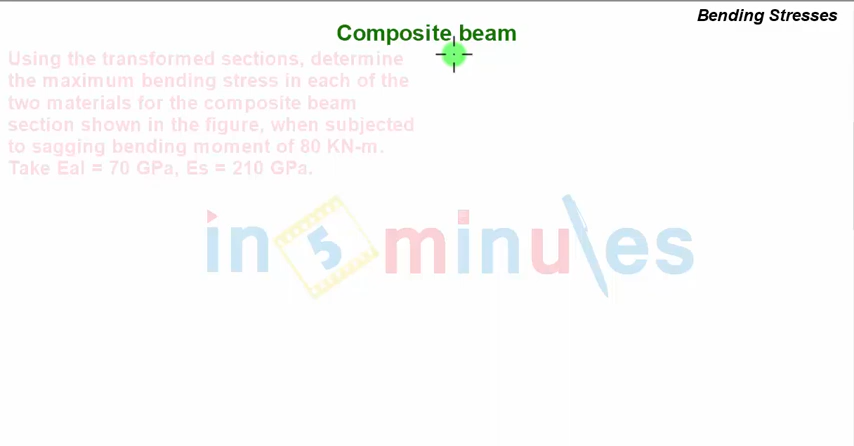 Bending Stresses
Composite beam
Using the transformed sections, determine
the maximum bending stress in each of the
two materials for the composite beam
section shown in the figure, when subjected
to sagging bending moment of 80 KN-m.
Take Eal = 70 GPa, Es = 210 GPa.
in 5 minutes